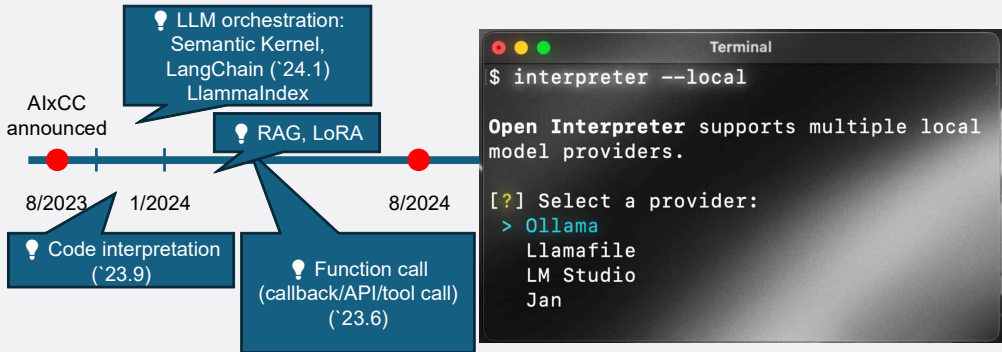 LLM orchestration:
Semantic Kernel,
LangChain (`24.1)
LlammaIndex
AIxCC
announced
RAG, LoRA
8/2023
1/2024
8/2024
Code interpretation
(`23.9)
Function call
(callback/API/tool call)
(`23.6)
Terminal
$ interpreter --local
Open Interpreter supports multiple local
model providers.
[?] Select a provider:
> Ollama
Llamafile
LM Studio
Jan